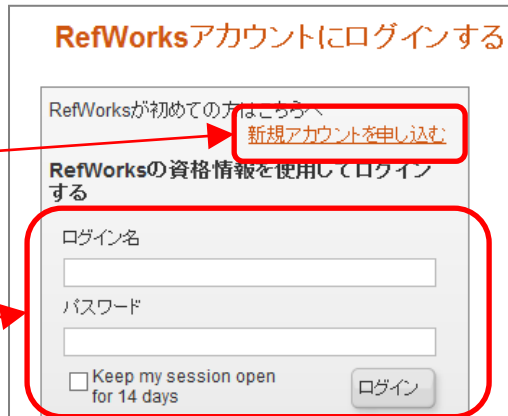 RefWorksアカウントにログインする
RefWorksが初めての方はこちらへ
新規アカウントを申し込む
RefWorksの資格情報を使用してログイン
する
ログイン名
パスワード
Keep my session open
for 14 days
ログイン